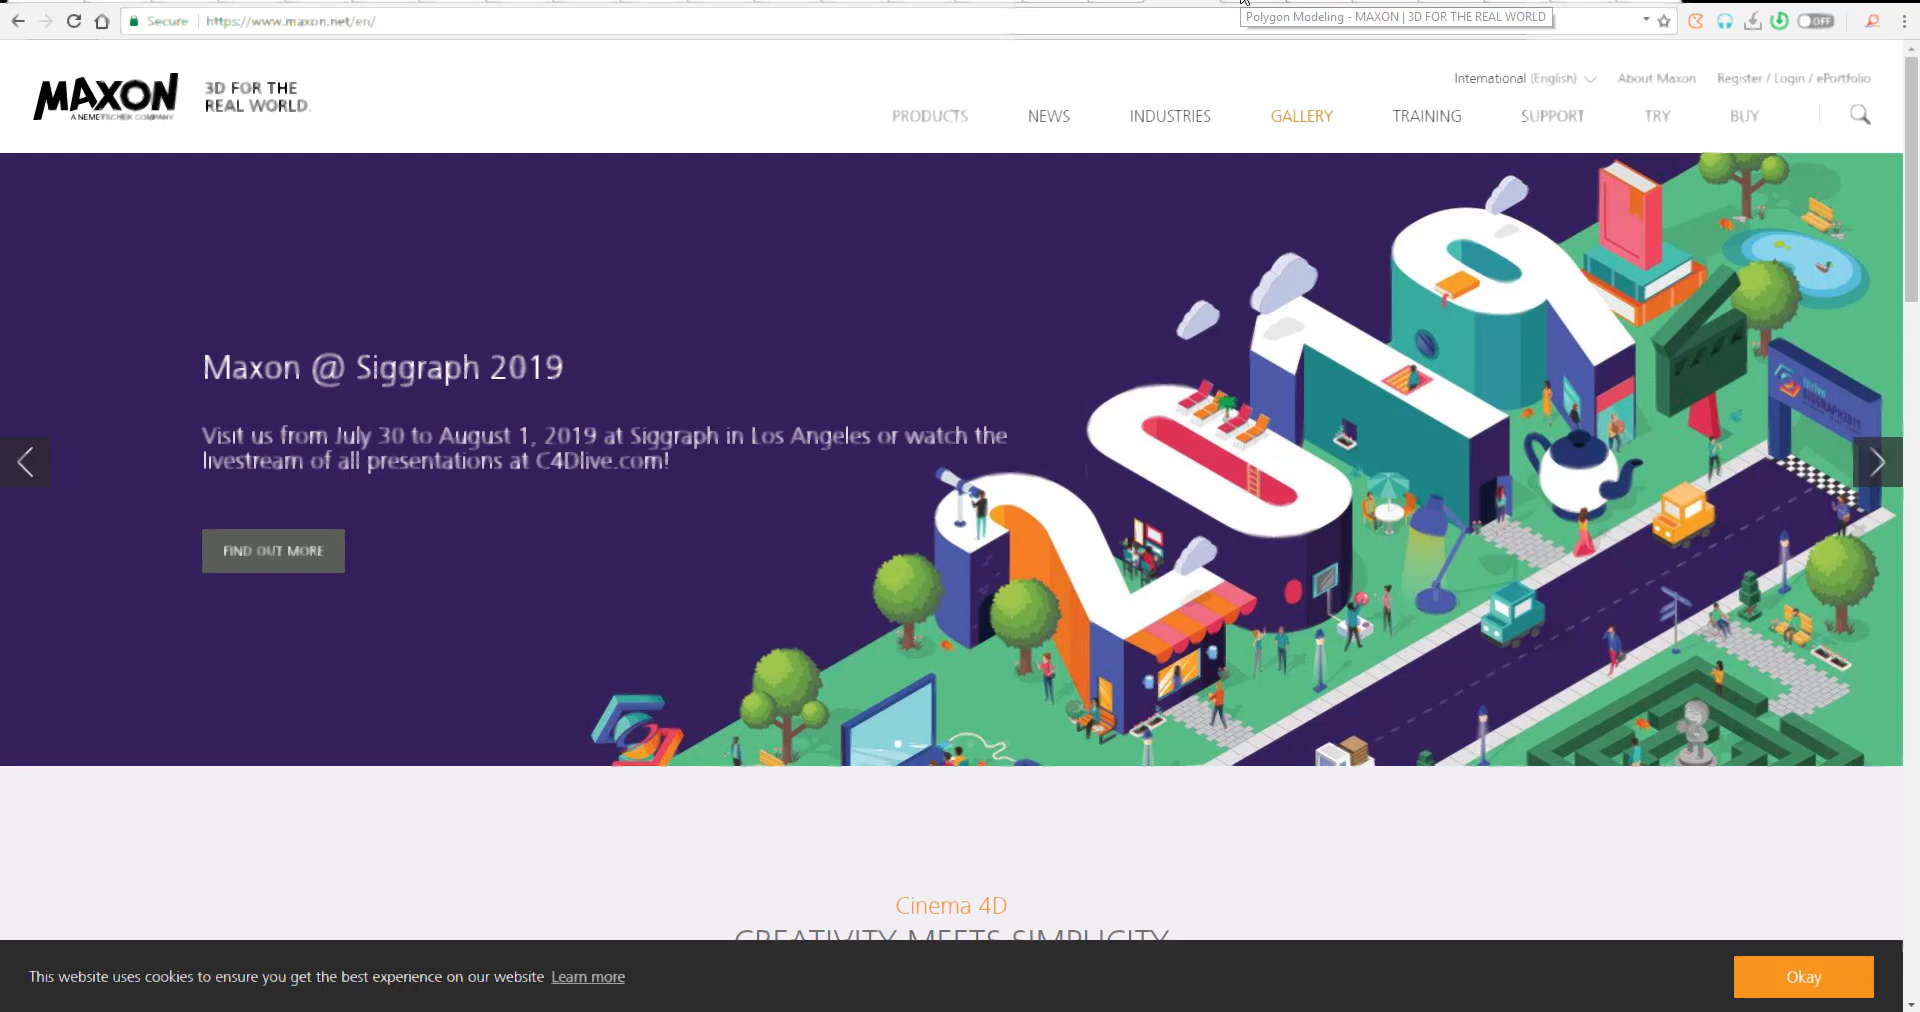 Secure
https://www.maxon.net/en/
Polygon Modeling - MAXON | 3D FOR THE REAL WORLD
OFF
MAXON
A NEMETSCHEK COMPANY
3D FOR THE
REAL WORLD.
International (English)
About Maxon
Register / Login / ePortfolio
PRODUCTS
NEWS
INDUSTRIES
GALLERY
TRAINING
SUPPORT
TRY
BUY
Maxon @ Siggraph 2019
Visit us from July 30 to August 1, 2019 at Siggraph in Los Angeles or watch the
livestream of all presentations at C4Dlive.com!
FIND OUT MORE
2019
SIGGRAPH2019
Cinema 4D
CREATIVITY MEETS SIMPLICITY
This website uses cookies to ensure you get the best experience on our website Learn more
Okay